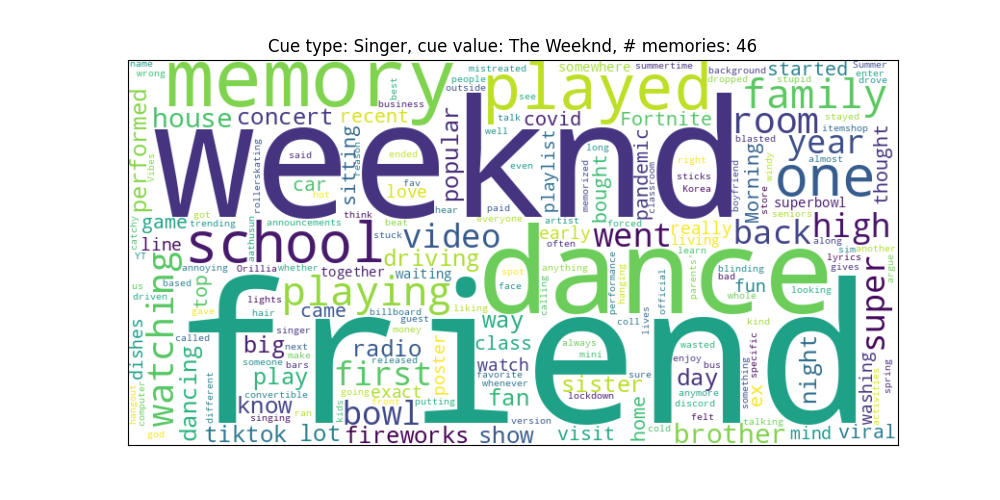 Cue type: Singer, cue value: The Weeknd, # memories: 46
name
wrong
memory
best
business
mistreated
people
outside
played
somewhere
summertime
background
dropped
started
stupid
Summer
enter
drove
family
house
concert
recent
popular
talk
see
covid
Fortnite
room
stayed
itemshop
year
almost
thought
performed
Vibes
weeknd
rollerskating
said
sitting
reason
ended
car
hot
fav
love
well
even
playlist
long
memorized
bought
pandemic
classroom
right
sticks
Korea
boyfriend
blasted
Morning
store
windy
one
superbowl
seniors
game
got
trending
announcements
think
beat
hear
paid
everyone
artist
forced
really
back
high
along
catchy
YT
line
school
aathusun
stuck
video
early
often
went
living
learn
sim
lyrics
another
annoying
Orillia
whether
together
driving
waiting
dance
spot
face
calling
anything
performance
hanging
official
parents'
blinding
bad
whole
fun
looking
gives
argue
us
driven
based
watching
top
gave
lights
hair
playing
came
billboard
guest
money
liking
way
coll
lives
friend
super
dishes
called
singer
big
next
someone
make
bars
radio
released
class
always
mini
kind
wasted
enjoy
bus
something
specific
night
washing
spring
activities
dancing
different
play
convertible
know
singing
ran
kids
going
first
exact
front
putting
poster
watch
favorite
whenever
fan
sister
lockdown
sure
day
anymore
discord
felt
ex
hangout
computer
god
tiktok
lot
bowl
fireworks
show
version
visit
home
cold
talking
brother
mind
viral